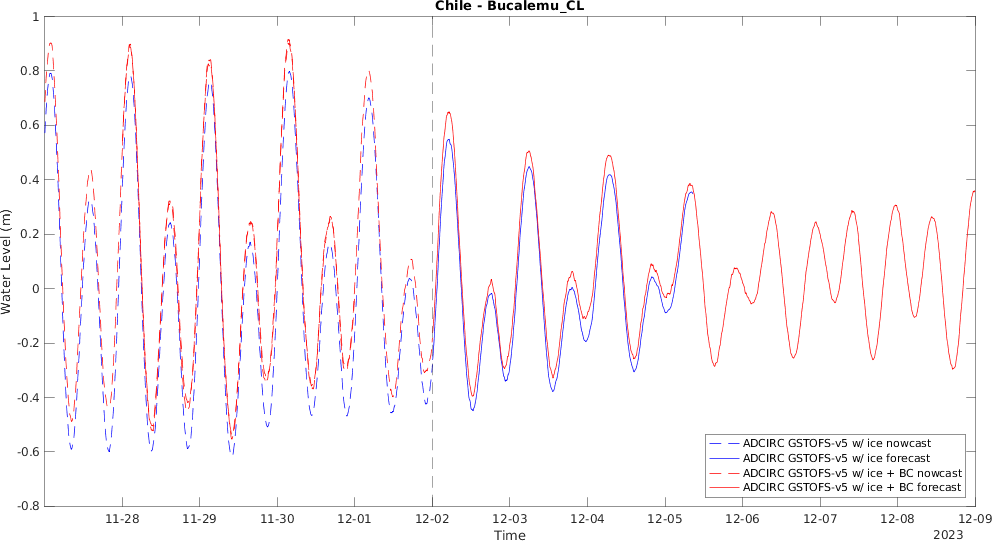 Chile - Bucalemu_CL
Water Level (m)
1
0.8
0.6
0.4
0.2
0
-0.2
-0.4
-0.6
-0.8
ADCIRC GSTOFS-v5 w/ ice nowcast
ADCIRC GSTOFS-v5 w/ ice forecast
ADCIRC GSTOFS-v5 w/ ice + BC nowcast
ADCIRC GSTOFS-v5 w/ ice + BC forecast
11-28 11-29 11-30 12-01 12-02 12-03 12-04 12-05 12-06 12-07 12-08 12-09
Time
2023